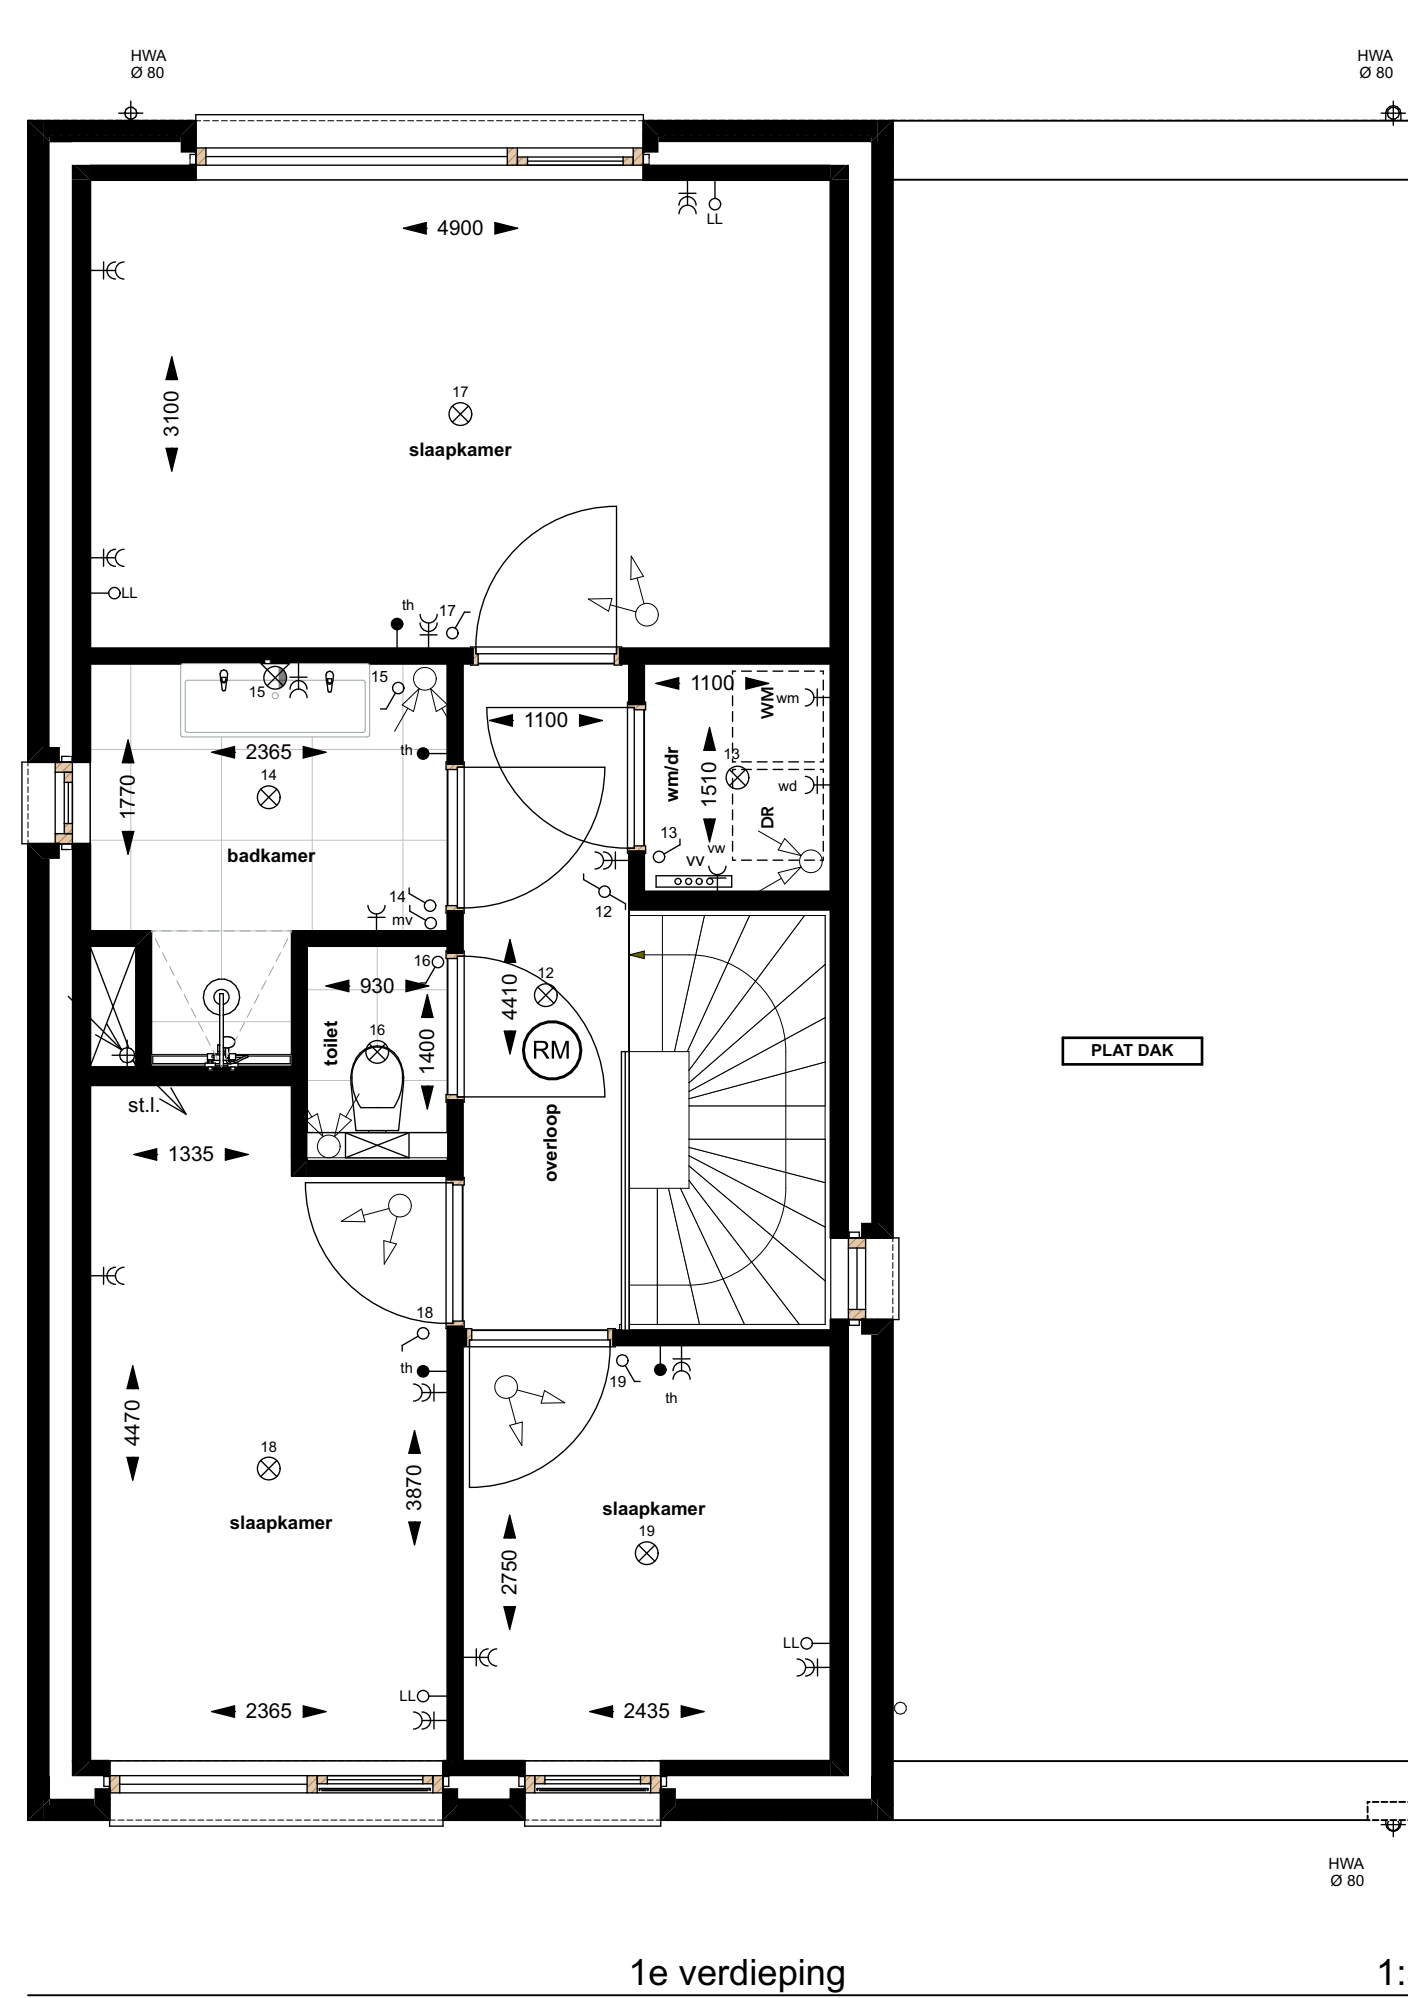 HWA
Ø 80
HWA
Ø 80
4900
LL
3100
17
slaapkamer
LL
th
17
15
15
1100
WM
wm
1100
th
2365
14
1770
wm/dr
1510
13
wd
DR
badkamer
13
vw
VV
14
mv
12
16
930
4410
12
toilet
16
1400
RM
PLAT DAK
st.l.
overloop
1335
18
th
19
th
4470
18
3870
slaapkamer
slaapkamer
19
2750
LL
LL
2365
2435
HWA
Ø 80
1e verdieping
1: